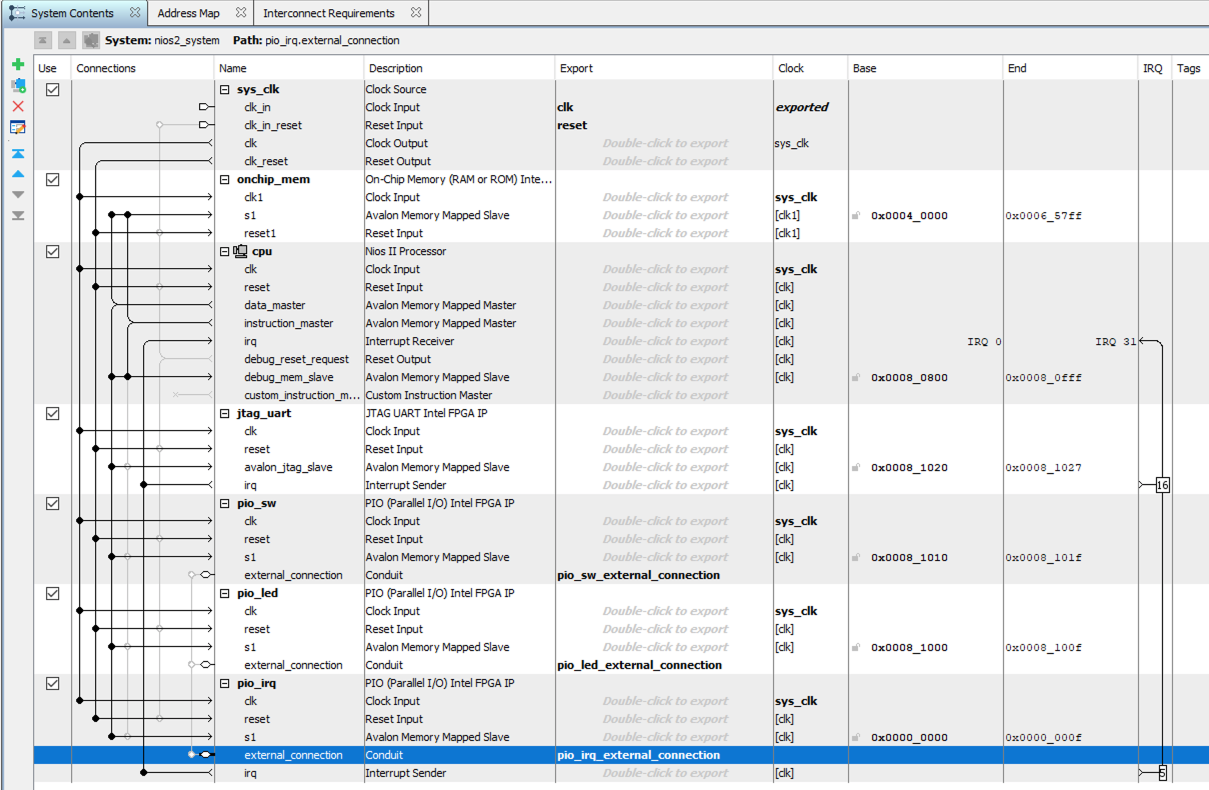 System Contents Address Map Interconnect Requirements
System: nios2_system Path: pio_irq.external_connection
Use Connections Name Description Export Clock Base End IRQ Tags
sys_clk Clock Source
clk_in Clock Input clk exported
clk_in_reset Reset Input reset
clk Clock Output Double-click to export sys_clk
clk_reset Reset Output Double-click to export
onchip_mem On-Chip Memory (RAM or ROM) Inte...
clk1 Clock Input Double-click to export sys_clk
s1 Avalon Memory Mapped Slave Double-click to export [clk1] 0x0004_0000 0x0006_57ff
reset1 Reset Input Double-click to export [clk1]
cpu Nios II Processor
clk Clock Input Double-click to export sys_clk
reset Reset Input Double-click to export [clk]
data_master Avalon Memory Mapped Master Double-click to export [clk]
instruction_master Avalon Memory Mapped Master Double-click to export [clk]
irq Interrupt Receiver Double-click to export [clk] IRQ 0 IRQ 31
debug_reset_request Reset Output Double-click to export [clk]
debug_mem_slave Avalon Memory Mapped Slave Double-click to export [clk] 0x0008_0800 0x0008_0fff
custom_instruction_m... Custom Instruction Master Double-click to export
jtag_uart JTAG UART Intel FPGA IP
clk Clock Input Double-click to export sys_clk
reset Reset Input Double-click to export [clk]
avalon_jtag_slave Avalon Memory Mapped Slave Double-click to export [clk] 0x0008_1020 0x0008_1027
irq Interrupt Sender Double-click to export [clk] 16
pio_sw PIO (Parallel I/O) Intel FPGA IP
clk Clock Input Double-click to export sys_clk
reset Reset Input Double-click to export [clk]
s1 Avalon Memory Mapped Slave Double-click to export [clk] 0x0008_1010 0x0008_101f
external_connection Conduit pio_sw_external_connection
pio_led PIO (Parallel I/O) Intel FPGA IP
clk Clock Input Double-click to export sys_clk
reset Reset Input Double-click to export [clk]
s1 Avalon Memory Mapped Slave Double-click to export [clk] 0x0008_1000 0x0008_100f
external_connection Conduit pio_led_external_connection
pio_irq PIO (Parallel I/O) Intel FPGA IP
clk Clock Input Double-click to export sys_clk
reset Reset Input Double-click to export [clk]
s1 Avalon Memory Mapped Slave Double-click to export [clk] 0x0000_0000 0x0000_000f
external_connection Conduit pio_irq_external_connection
irq Interrupt Sender Double-click to export [clk] 5